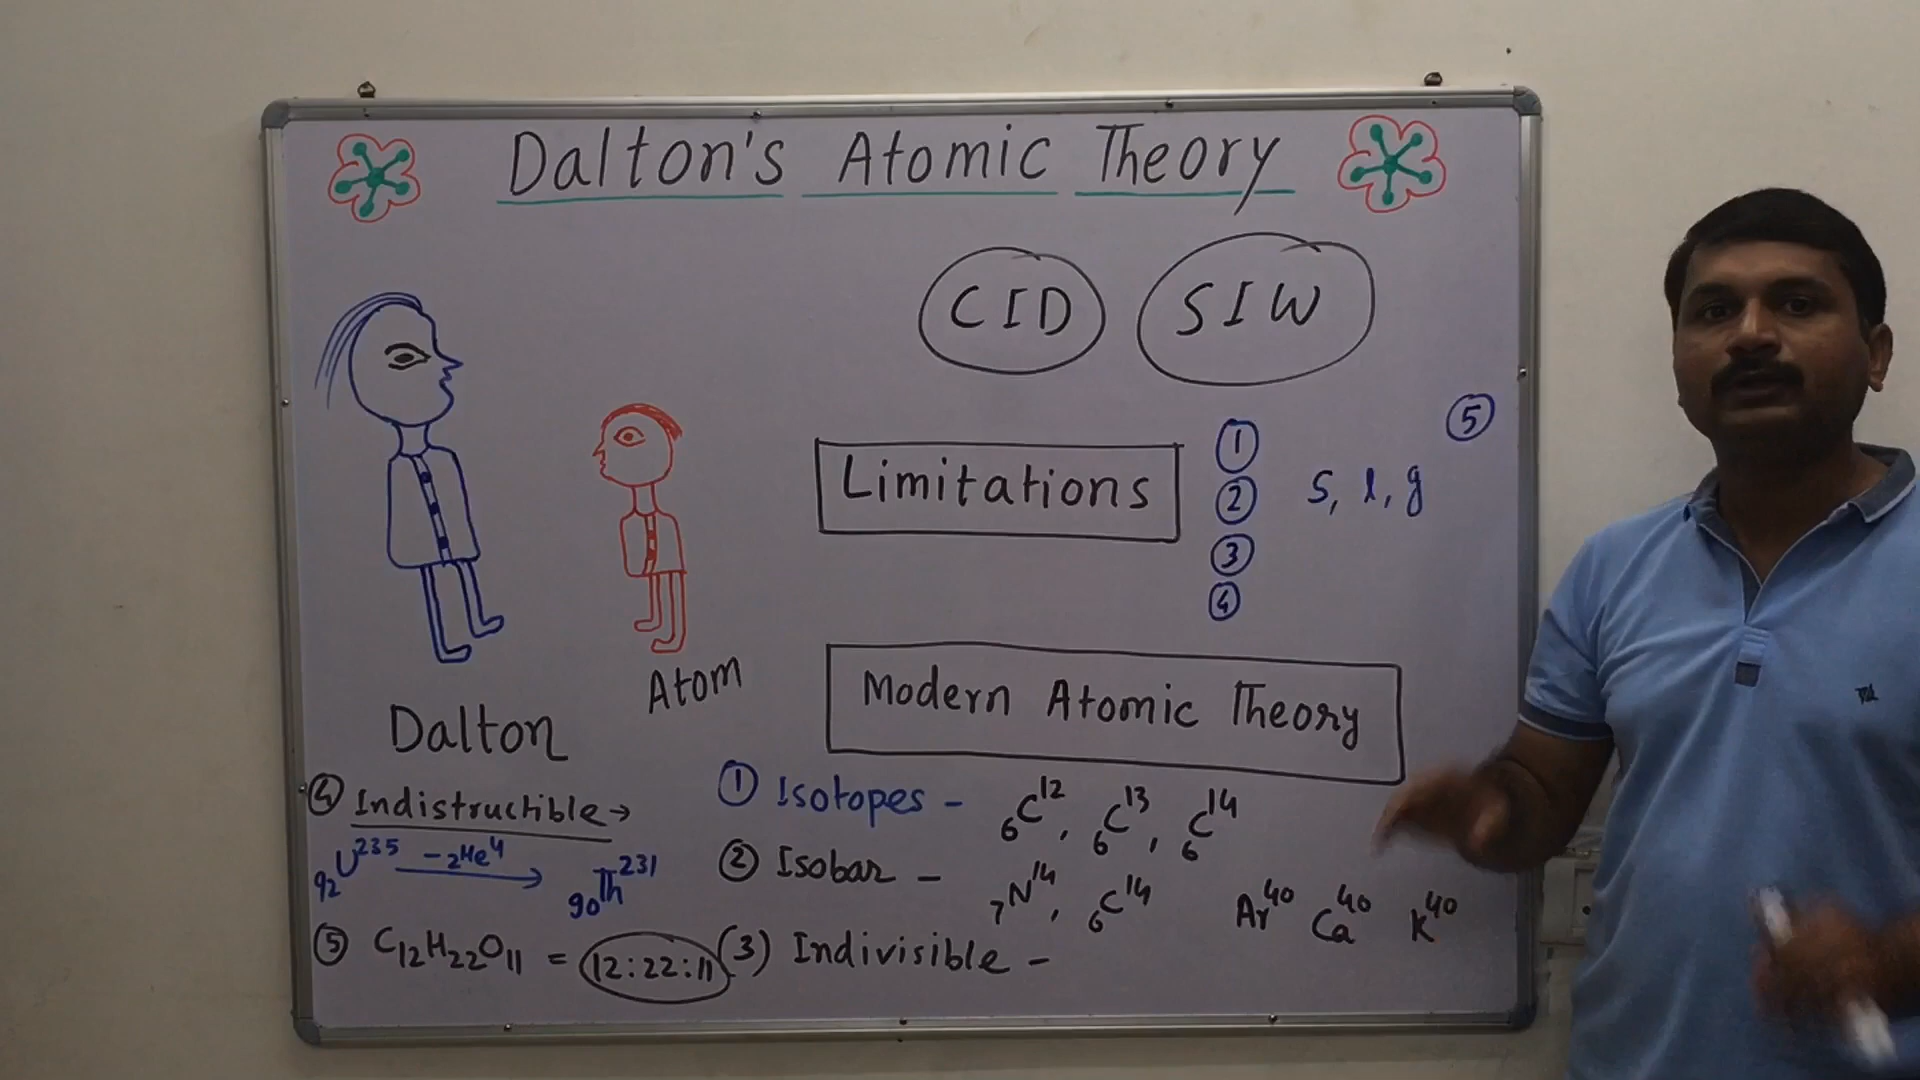 Dalton's Atomic Theory
CID SIW
Limitations
① ⑤
② s, l, g
③
④
Atom
Dalton
Modern Atomic Theory
④ Indistructible →
₉₂U²³⁵ −₂He⁴ → ₉₀Th²³¹
⑤ C₁₂H₂₂O₁₁ = 12:22:11
① Isotopes - ₆C¹², ₆C¹³, ₆C¹⁴
② Isobar - ₇N¹⁴, ₆C¹⁴ Ar⁴⁰ Ca⁴⁰ K⁴⁰
(3) Indivisible -